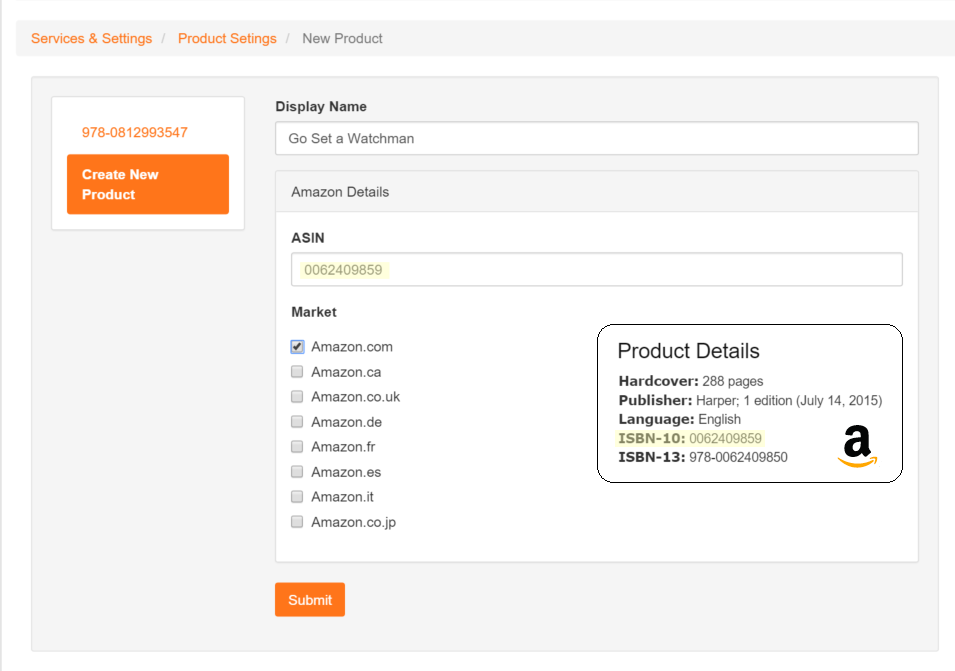 Services & Settings / Product Setings / New Product
978-0812993547
Create New
Product
Display Name
Go Set a Watchman
Amazon Details
ASIN
0062409859
Market
Amazon.com
Amazon.ca
Amazon.co.uk
Amazon.de
Amazon.fr
Amazon.es
Amazon.it
Amazon.co.jp
Product Details
Hardcover: 288 pages
Publisher: Harper; 1 edition (July 14, 2015)
Language: English
ISBN-10: 0062409859
ISBN-13: 978-0062409850
a
Submit